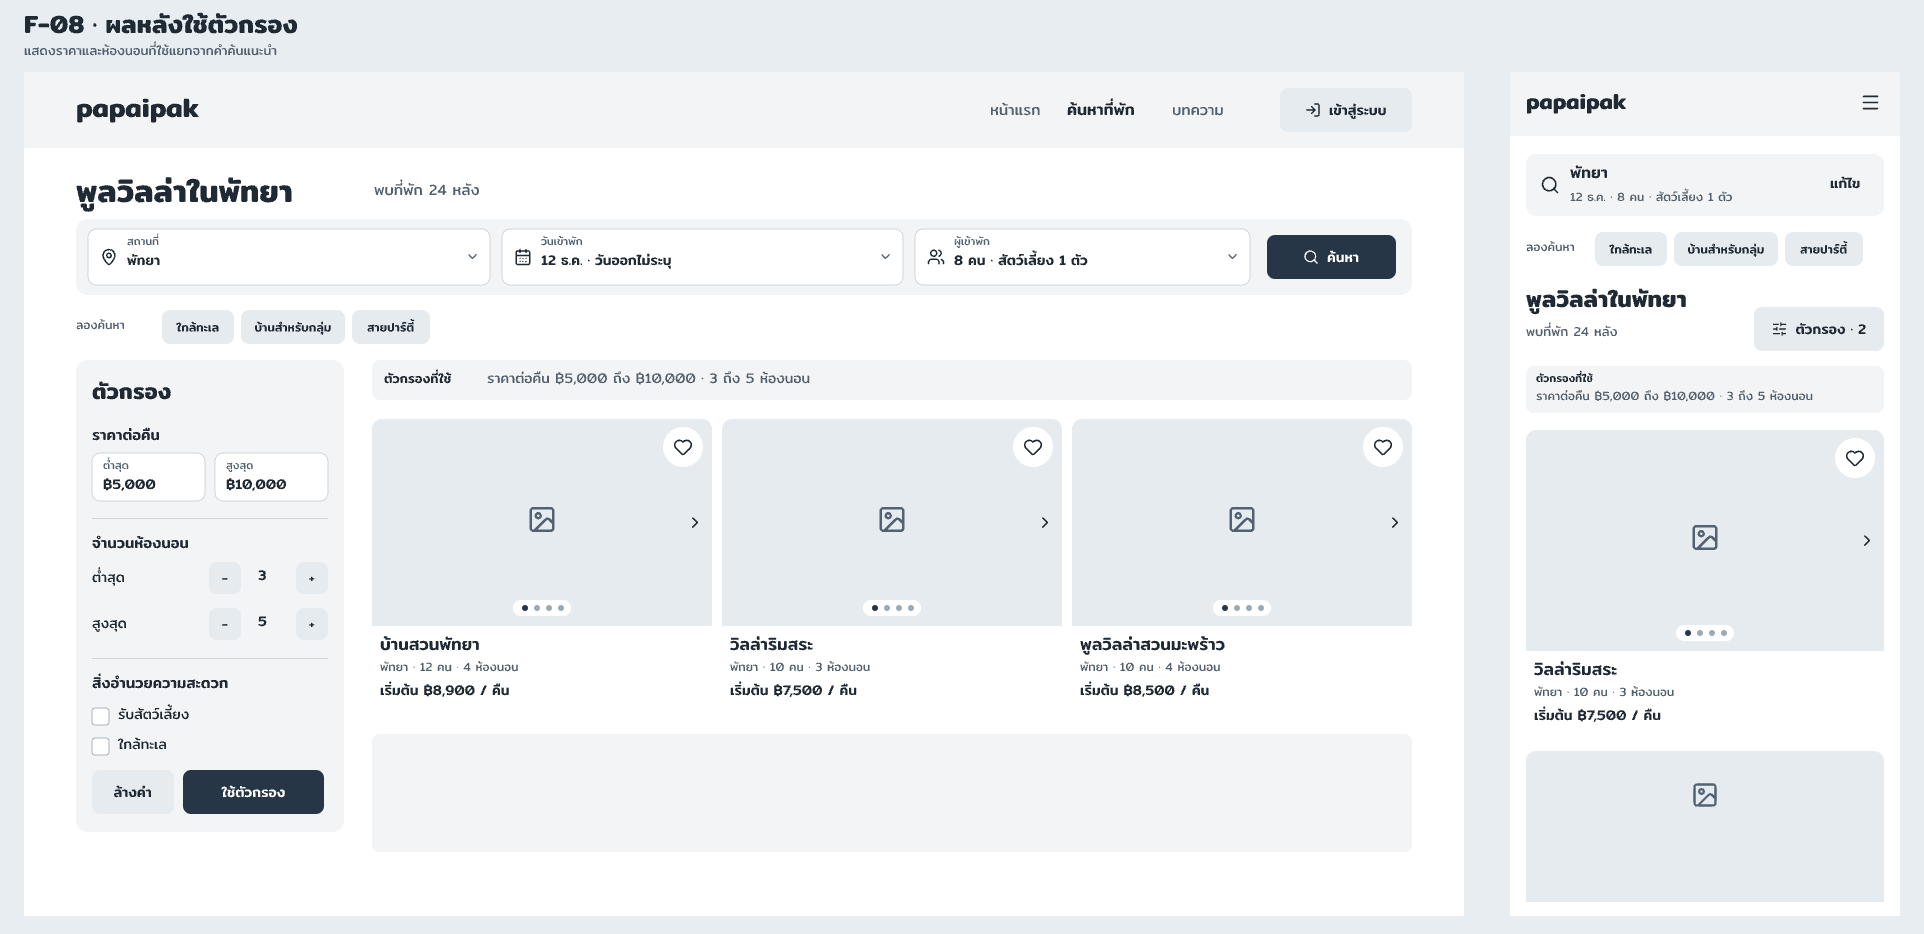 F-08 · ผลหลังใช้ตัวกรอง
แสดงราคาและห้องนอนที่ใช้แยกจากคำค้นแนะนำ
papaipak
หน้าแรก
ค้นหาที่พัก
บทความ
เข้าสู่ระบบ
พูลวิลล่าในพัทยา
พบที่พัก 24 หลัง
สถานที่
พัทยา
วันเข้าพัก
12 ธ.ค. · วันออกไม่ระบุ
ผู้เข้าพัก
8 คน · สัตว์เลี้ยง 1 ตัว
ค้นหา
ลองค้นหา
ใกล้ทะเล
บ้านสำหรับกลุ่ม
สายปาร์ตี้
ตัวกรอง
ราคาต่อคืน
ต่ำสุด
฿5,000
สูงสุด
฿10,000
จำนวนห้องนอน
ต่ำสุด
- 3 +
สูงสุด
- 5 +
สิ่งอำนวยความสะดวก
รับสัตว์เลี้ยง
ใกล้ทะเล
ล้างค่า
ใช้ตัวกรอง
ตัวกรองที่ใช้
ราคาต่อคืน ฿5,000 ถึง ฿10,000 · 3 ถึง 5 ห้องนอน
บ้านสวนพัทยา
พัทยา · 12 คน · 4 ห้องนอน
เริ่มต้น ฿8,900 / คืน
วิลล่าริมสระ
พัทยา · 10 คน · 3 ห้องนอน
เริ่มต้น ฿7,500 / คืน
พูลวิลล่าสวนมะพร้าว
พัทยา · 10 คน · 4 ห้องนอน
เริ่มต้น ฿8,500 / คืน
papaipak
พัทยา
12 ธ.ค. · 8 คน · สัตว์เลี้ยง 1 ตัว
แก้ไข
ลองค้นหา
ใกล้ทะเล
บ้านสำหรับกลุ่ม
สายปาร์ตี้
พูลวิลล่าในพัทยา
พบที่พัก 24 หลัง
ตัวกรอง · 2
ตัวกรองที่ใช้
ราคาต่อคืน ฿5,000 ถึง ฿10,000 · 3 ถึง 5 ห้องนอน
วิลล่าริมสระ
พัทยา · 10 คน · 3 ห้องนอน
เริ่มต้น ฿7,500 / คืน